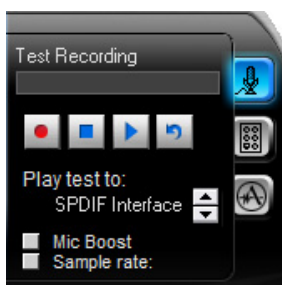 Test Recording
Play test to:
SPDIF Interface
Mic Boost
Sample rate: